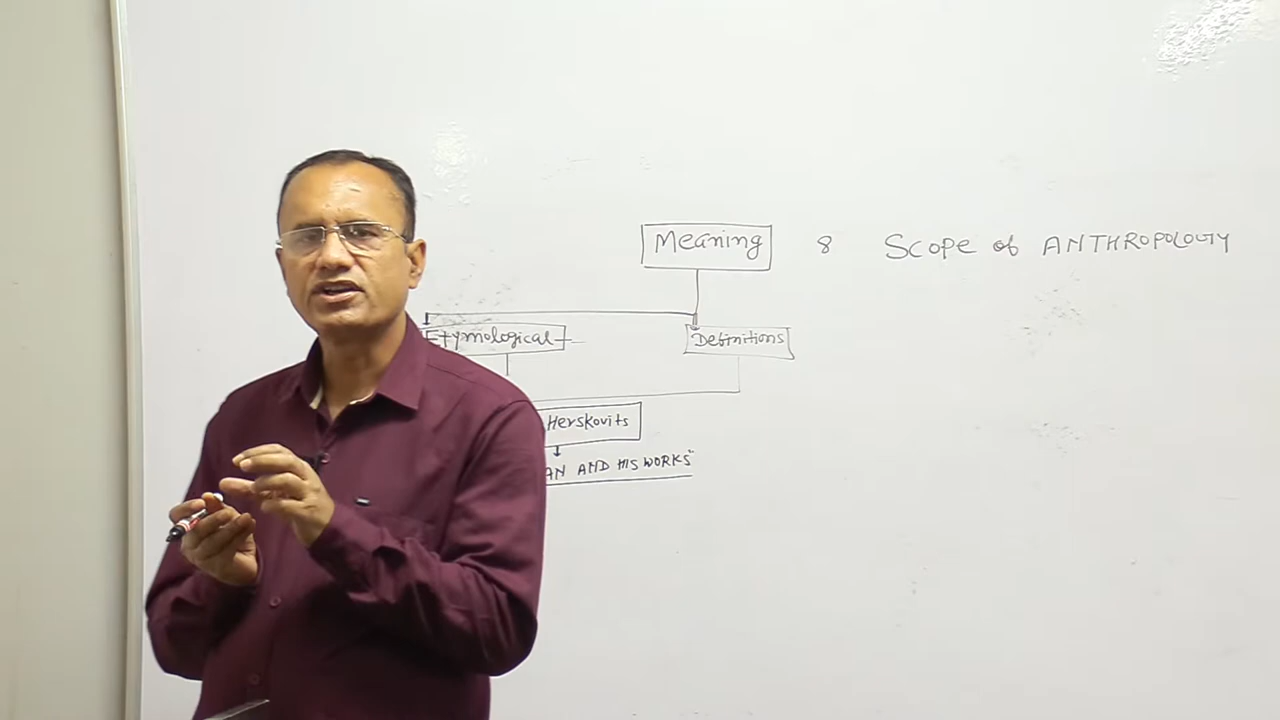 Meaning 8 Scope of ANTHROPOLOGY
Etymological Definitions
Herskovits
AN AND HIS WORKS"